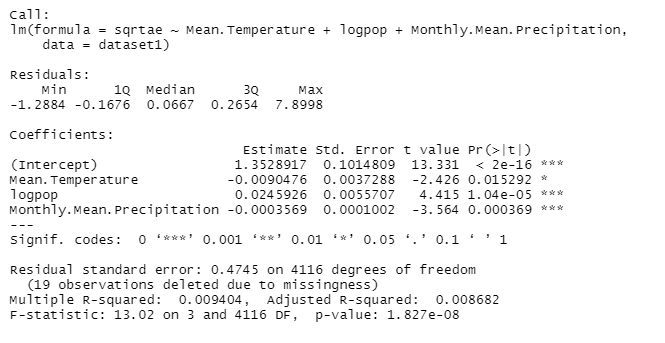 Call:
lm(formula = sqrtae ~ Mean.Temperature + logpop + Monthly.Mean.Precipitation,
    data = dataset1)
Residuals:
    Min      1Q  Median      3Q     Max
-1.2884 -0.1676  0.0667  0.2654  7.8998
Coefficients:
                             Estimate Std. Error t value Pr(>|t|)
(Intercept)                 1.3528917  0.1014809  13.331  < 2e-16 ***
Mean.Temperature           -0.0090476  0.0037288  -2.426 0.015292 *
logpop                      0.0245926  0.0055707   4.415 1.04e-05 ***
Monthly.Mean.Precipitation -0.0003569  0.0001002  -3.564 0.000369 ***
---
Signif. codes:  0 ‘***’ 0.001 ‘**’ 0.01 ‘*’ 0.05 ‘.’ 0.1 ‘ ’ 1
Residual standard error: 0.4745 on 4116 degrees of freedom
  (19 observations deleted due to missingness)
Multiple R-squared:  0.009404,  Adjusted R-squared:  0.008682
F-statistic: 13.02 on 3 and 4116 DF,  p-value: 1.827e-08